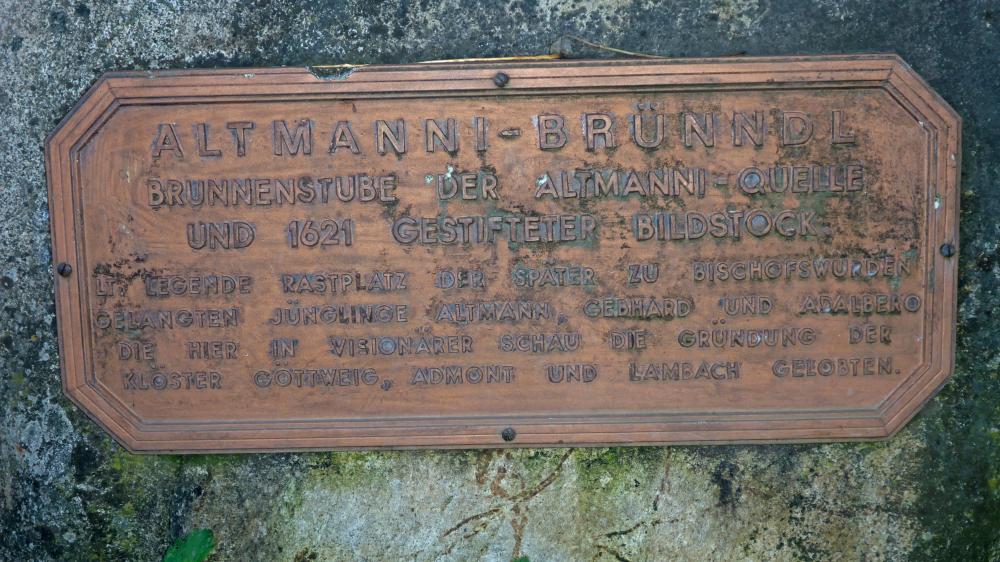 ALTMANNI-BRÜNNDL
BRUNNENSTUBE DER ALTMANNI-QUELLE
UND 1621 GESTIFTETER BILDSTOCK.
LT LEGENDE RASTPLATZ DER SPÄTER ZU BISCHOFSWÜRDEN
GELANGTEN JÜNGLINGE ALTMANN, GEBHARD UND ADALBERO
DIE HIER IN VISIONÄRER SCHAU DIE GRÜNDUNG DER
KLÖSTER GÖTTWEIG, ADMONT UND LAMBACH GELOBTEN.